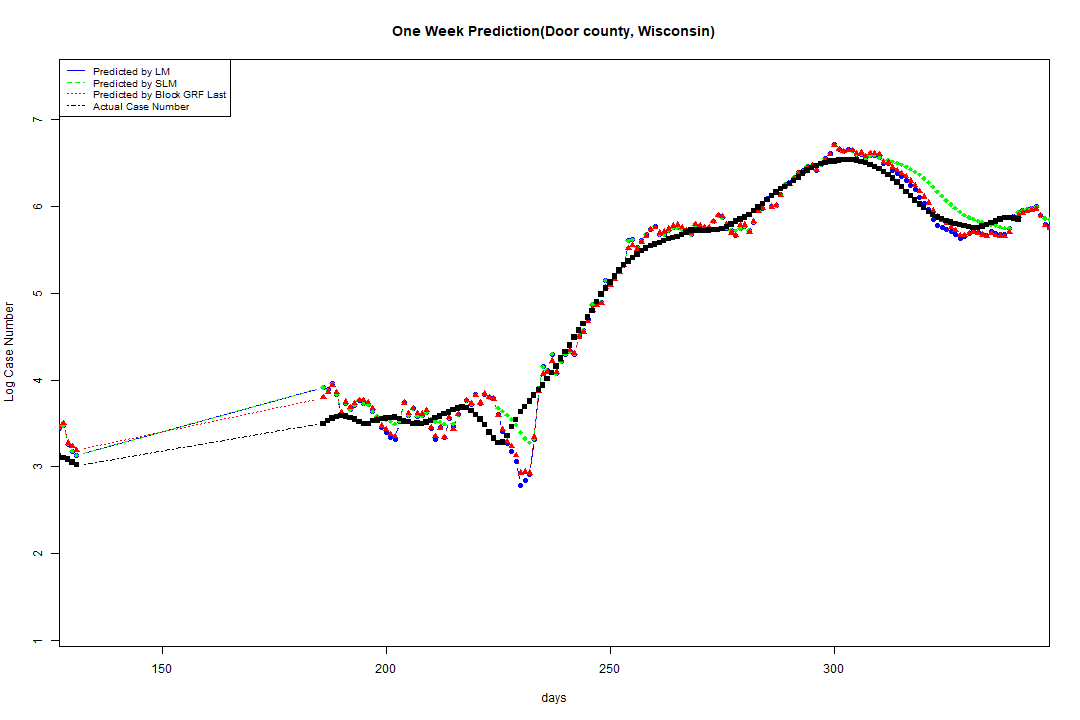 One Week Prediction(Door county, Wisconsin)
Predicted by LM
Predicted by SLM
Predicted by Block GRF Last
Actual Case Number
7
6
5
4
3
2
1
Log Case Number
150 200 250 300
days